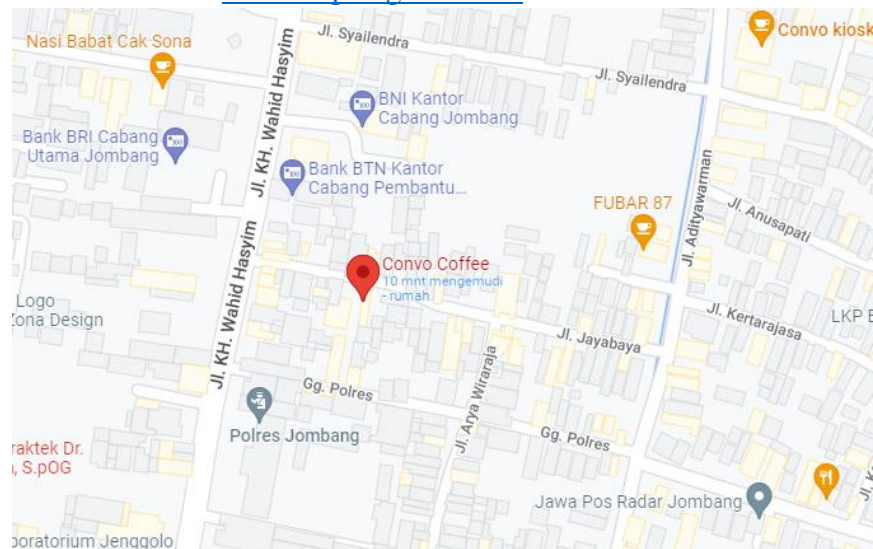 Jl. Syailendra
Convo kiosk
Nasi Babat Cak Sona
Jl. Syailendra
BNI Kantor
Cabang Jombang
Bank BRI Cabang
Utama Jombang
Jl. KH. Wahid Hasyim
Bank BTN Kantor
Cabang Pembantu...
FUBAR 87
Jl. Adityawarman
Jl. Anusapati
Convo Coffee
10 mnt mengemudi
- rumah
Jl. KH. Wahid Hasyim
Logo
Zona Design
Jl. Kertarajasa
LKP
Jl. Jayabaya
Jl. Arya Wiraraja
Gg. Polres
Polres Jombang
Gg. Polres
raktek Dr.
S.pOG
Jawa Pos Radar Jombang
boratorium Jenggolo